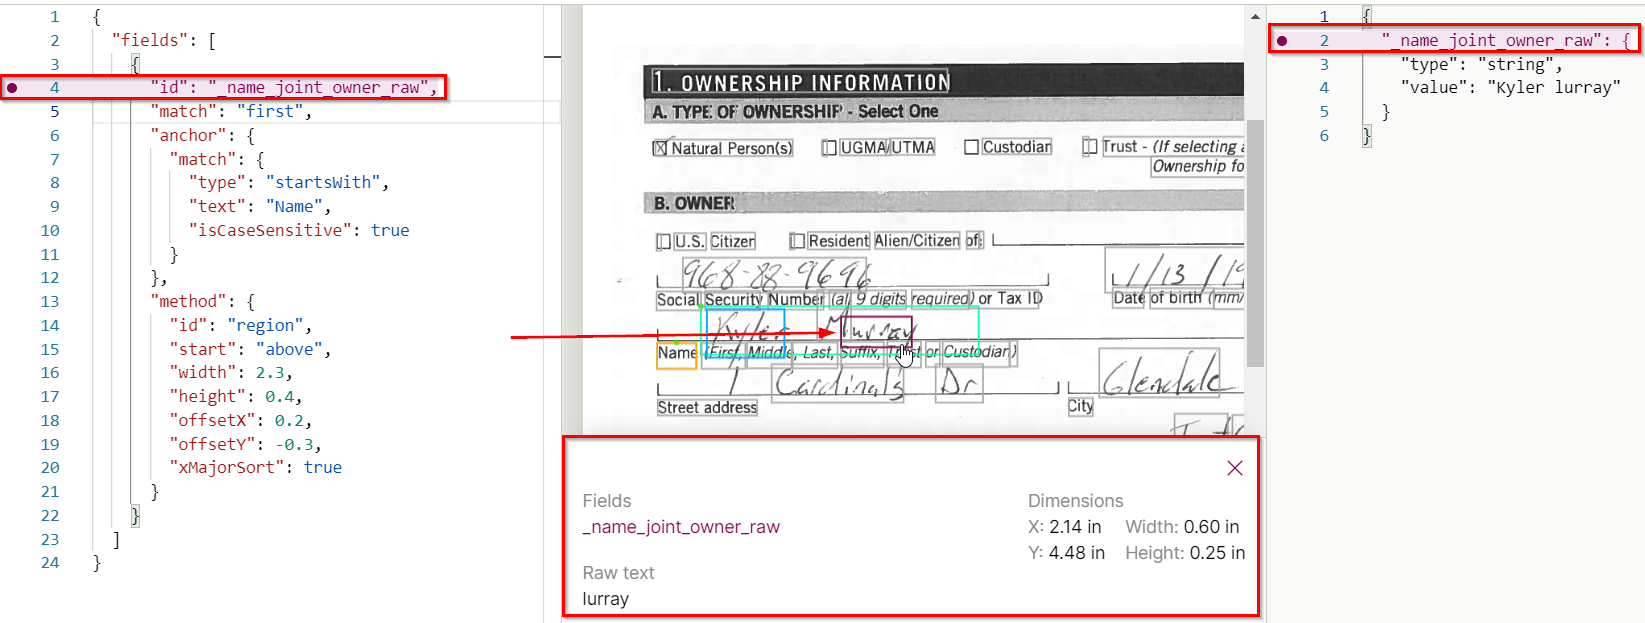 1 {
2 "fields": [
3 {
4 "id": "_name_joint_owner_raw",
5 "match": "first",
6 "anchor": {
7 "match": {
8 "type": "startsWith",
9 "text": "Name",
10 "isCaseSensitive": true
11 }
12 },
13 "method": {
14 "id": "region",
15 "start": "above",
16 "width": 2.3,
17 "height": 0.4,
18 "offsetX": 0.2,
19 "offsetY": -0.3,
20 "xMajorSort": true
21 }
22 }
23 ]
24 }
1. OWNERSHIP INFORMATION
A. TYPE OF OWNERSHIP - Select One
Natural Person(s) UGMA/UTMA Custodian Trust - (If selecting
Ownership fo
B. OWNER
U.S. Citizen Resident Alien/Citizen of:
968-88-9696 1/13/19
Social Security Number (all 9 digits required) or Tax ID Date of birth (mm/
Kyler Murray
Name (First, Middle, Last, Suffix, Trust or Custodian)
1 Cardinals Dr Glendale
Street address City
Fields
_name_joint_owner_raw
Raw text
lurray
Dimensions
X: 2.14 in Width: 0.60 in
Y: 4.48 in Height: 0.25 in
1 {
2 "_name_joint_owner_raw": {
3 "type": "string",
4 "value": "Kyler lurray"
5 }
6 }